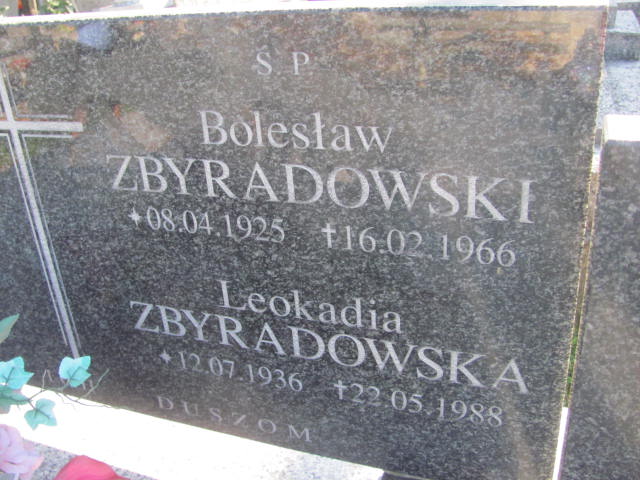 Ś P
Bolesław
ZBYRADOWSKI
✦08.04.1925 ✝16.02.1966
Leokadia
ZBYRADOWSKA
✦12.07.1936 ✝22.05.1988
DUSZOM